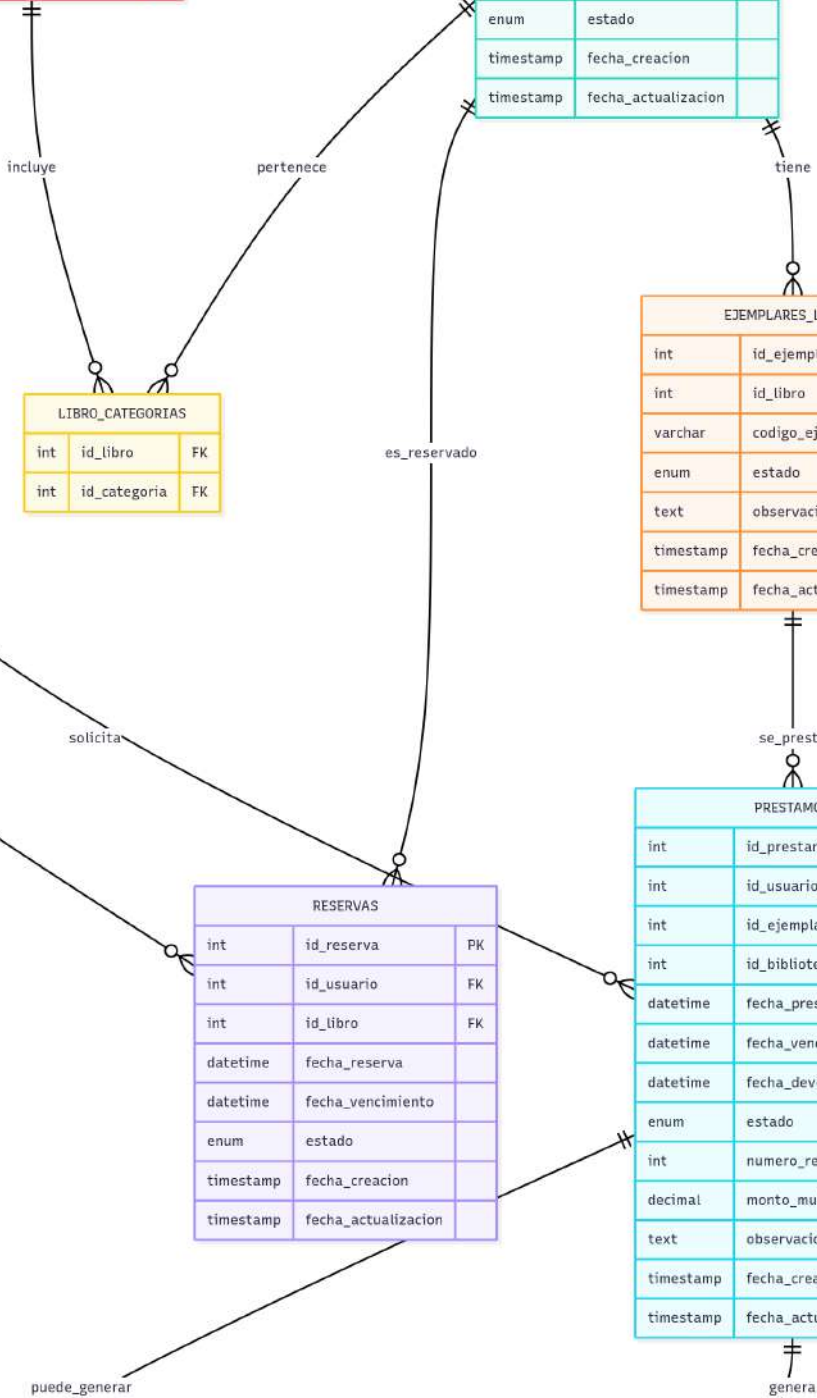 enum estado
timestamp fecha_creacion
timestamp fecha_actualizacion
incluye
pertenece
tiene
LIBRO_CATEGORIAS
int id_libro FK
int id_categoria FK
es_reservado
EJEMPLARES_L
int id_ejempl
int id_libro
varchar codigo_ej
enum estado
text observaci
timestamp fecha_cre
timestamp fecha_act
solicita
se_prest
RESERVAS
int id_reserva PK
int id_usuario FK
int id_libro FK
datetime fecha_reserva
datetime fecha_vencimiento
enum estado
timestamp fecha_creacion
timestamp fecha_actualizacion
PRESTAMO
int id_prestam
int id_usuario
int id_ejempla
int id_bibliote
datetime fecha_pres
datetime fecha_venc
datetime fecha_dev
enum estado
int numero_re
decimal monto_mu
text observacio
timestamp fecha_crea
timestamp fecha_actu
puede_generar
genera